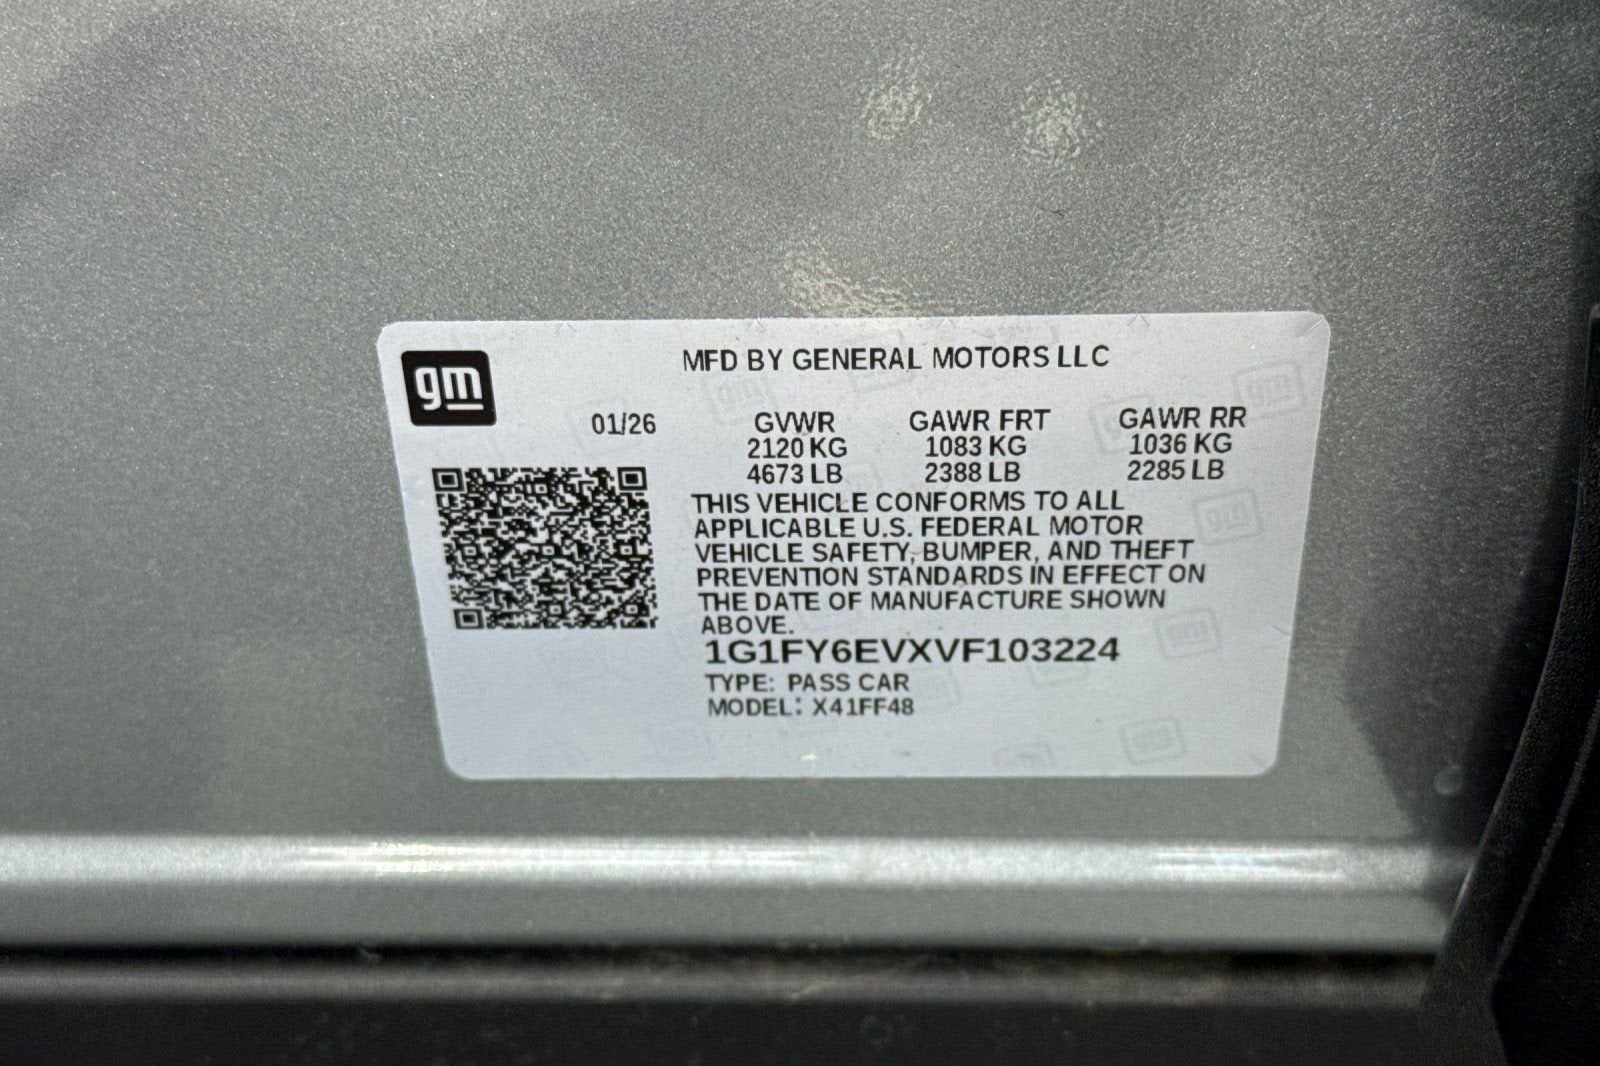 gm
MFD BY GENERAL MOTORS LLC
01/26 GVWR GAWR FRT GAWR RR
2120 KG 1083 KG 1036 KG
4673 LB 2388 LB 2285 LB
THIS VEHICLE CONFORMS TO ALL
APPLICABLE U.S. FEDERAL MOTOR
VEHICLE SAFETY, BUMPER, AND THEFT
PREVENTION STANDARDS IN EFFECT ON
THE DATE OF MANUFACTURE SHOWN
ABOVE.
1G1FY6EVXVF103224
TYPE: PASS CAR
MODEL: X41FF48